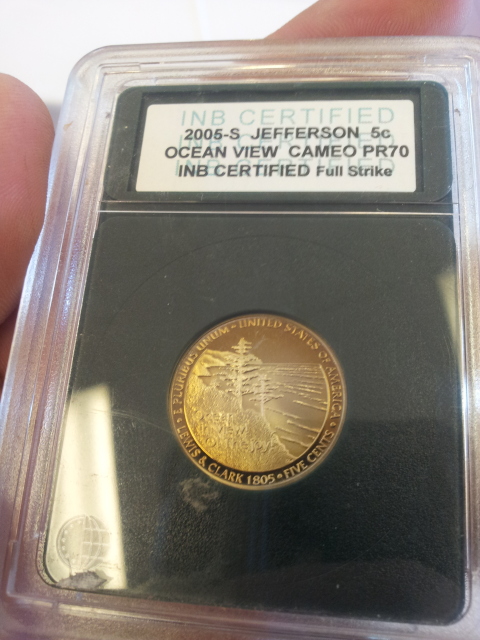 INB CERTIFIED
2005-S JEFFERSON 5c
OCEAN VIEW CAMEO PR70
INB CERTIFIED Full Strike
E PLURIBUS UNUM • UNITED STATES OF AMERICA •
LEWIS & CLARK 1805 • FIVE CENTS